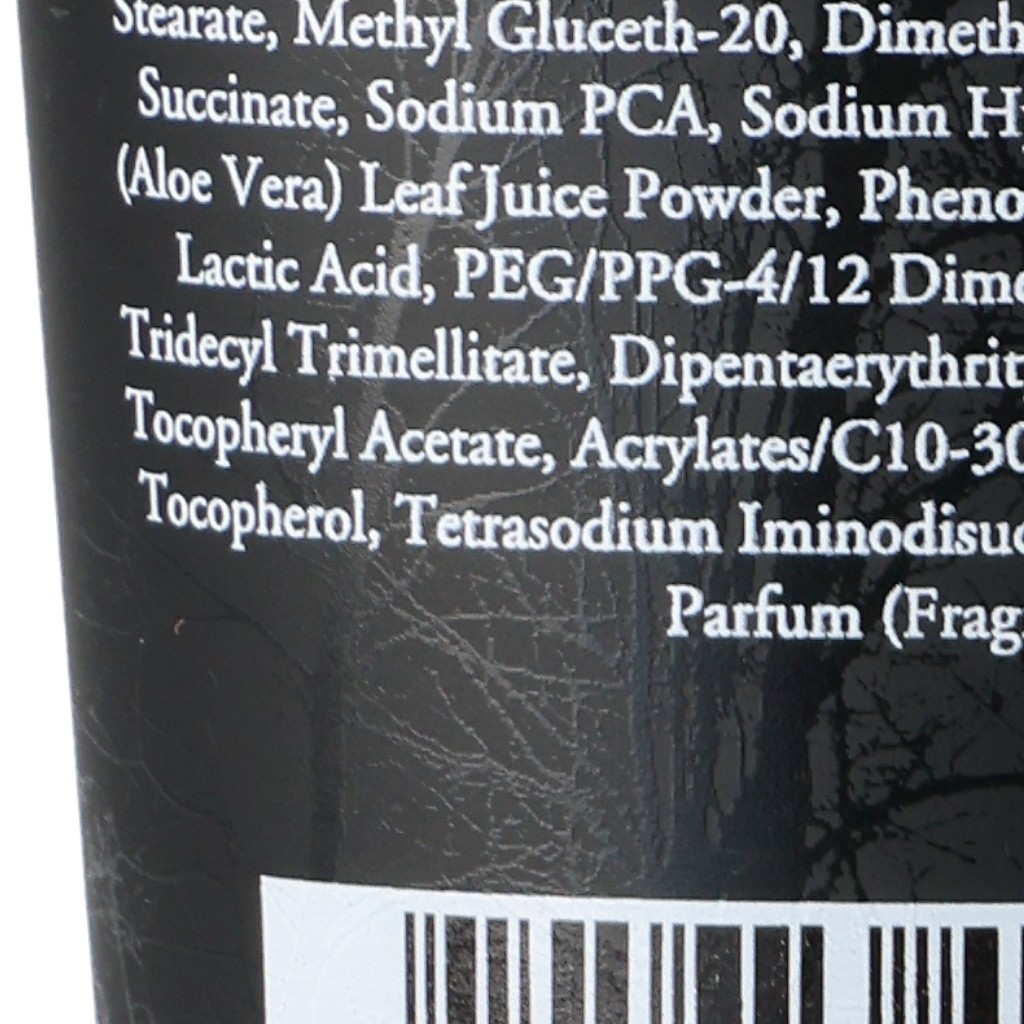 Stearate, Methyl Gluceth-20, Dimeth
Succinate, Sodium PCA, Sodium H
(Aloe Vera) Leaf Juice Powder, Pheno
Lactic Acid, PEG/PPG-4/12 Dime
Tridecyl Trimellitate, Dipentaerythrit
Tocopheryl Acetate, Acrylates/C10-30
Tocopherol, Tetrasodium Iminodisuc
Parfum (Frag